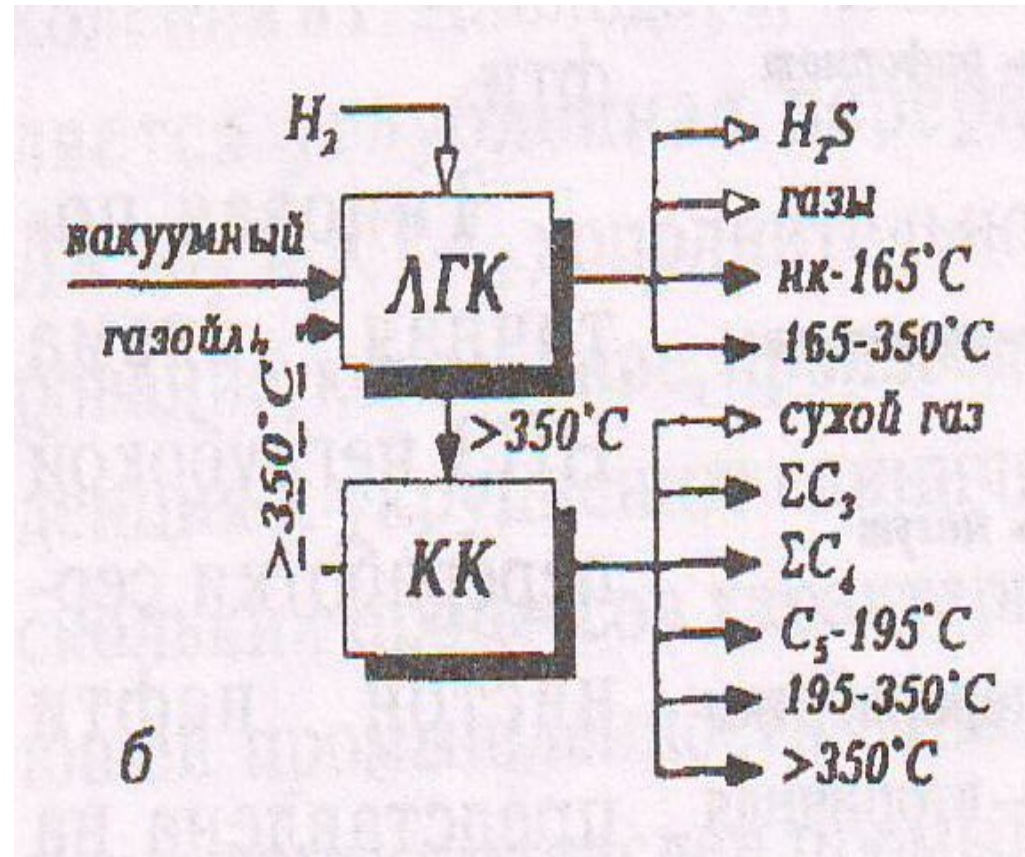 H₂
вакуумный
газойль
ЛГК
>350°C
>350°C
КК
H₂S
газы
нк-165°C
165-350°C
сухой газ
ΣC₃
ΣC₄
C₅-195°C
195-350°C
>350°C
б